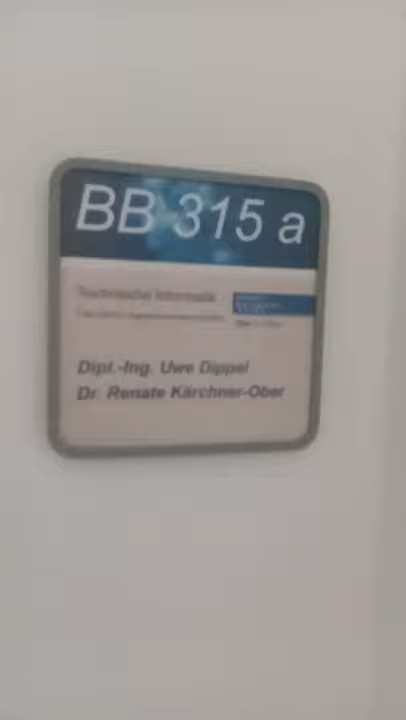 BB 315 a
Technische Informatik
Dipl.-Ing. Uwe Dippel
Dr. Renate Kärchner-Ober